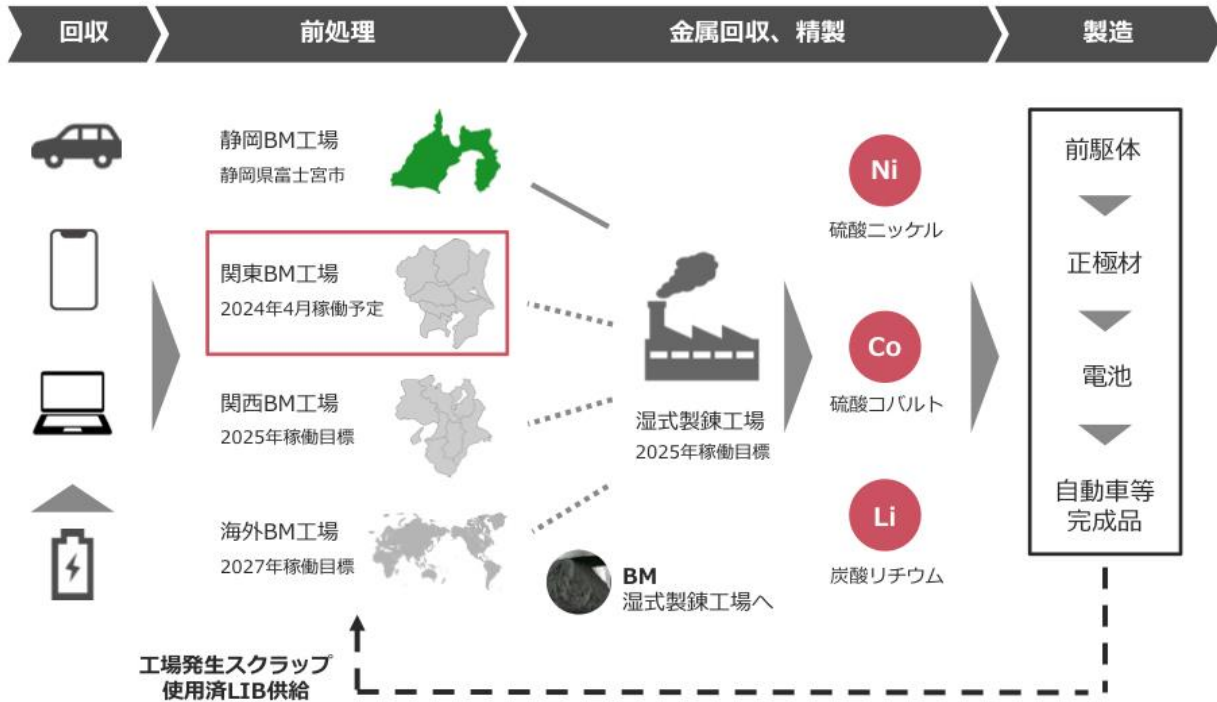 回収
前処理
金属回収、精製
製造
静岡BM工場
静岡県富士宮市
関東BM工場
2024年4月稼働予定
関西BM工場
2025年稼働目標
海外BM工場
2027年稼働目標
湿式製錬工場
2025年稼働目標
BM
湿式製錬工場へ
Ni
硫酸ニッケル
Co
硫酸コバルト
Li
炭酸リチウム
前駆体
正極材
電池
自動車等
完成品
工場発生スクラップ
使用済LIB供給